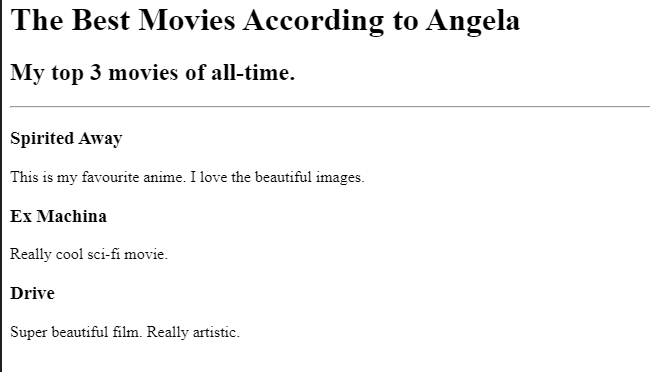 The Best Movies According to Angela
My top 3 movies of all-time.
Spirited Away
This is my favourite anime. I love the beautiful images.
Ex Machina
Really cool sci-fi movie.
Drive
Super beautiful film. Really artistic.